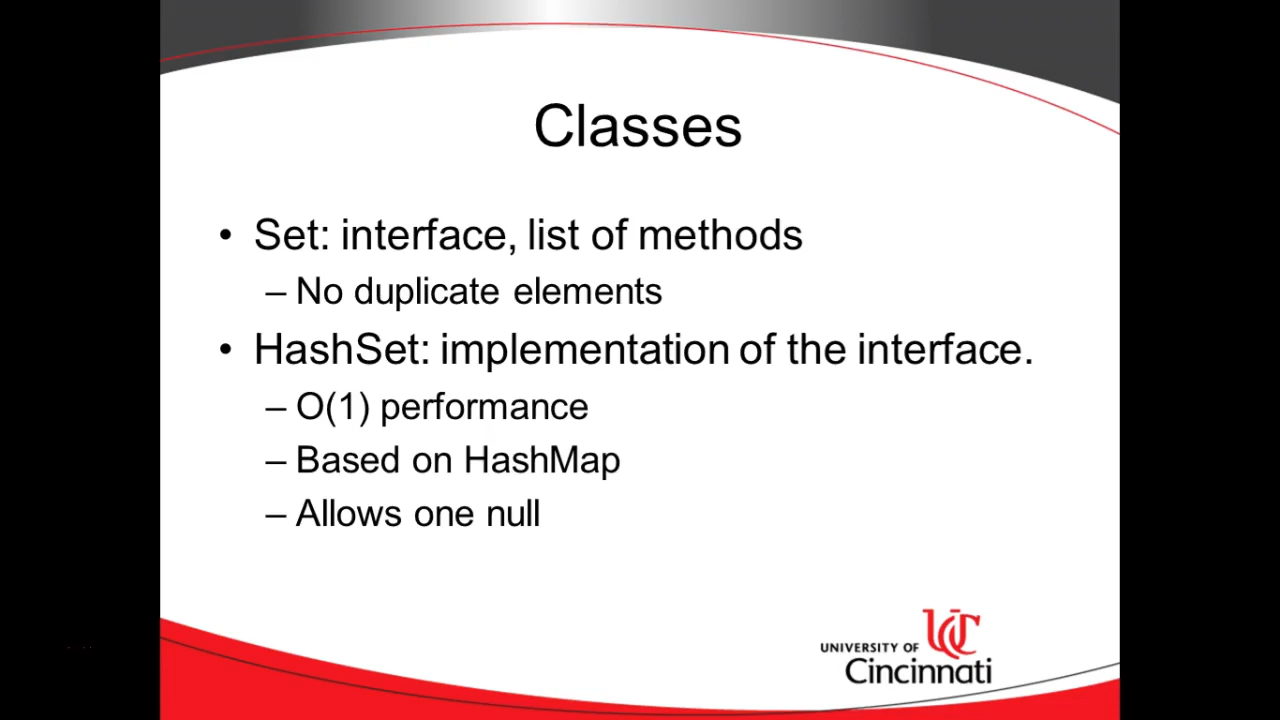 Classes
• Set: interface, list of methods
– No duplicate elements
• HashSet: implementation of the interface.
– O(1) performance
– Based on HashMap
– Allows one null
UC
UNIVERSITY OF
Cincinnati